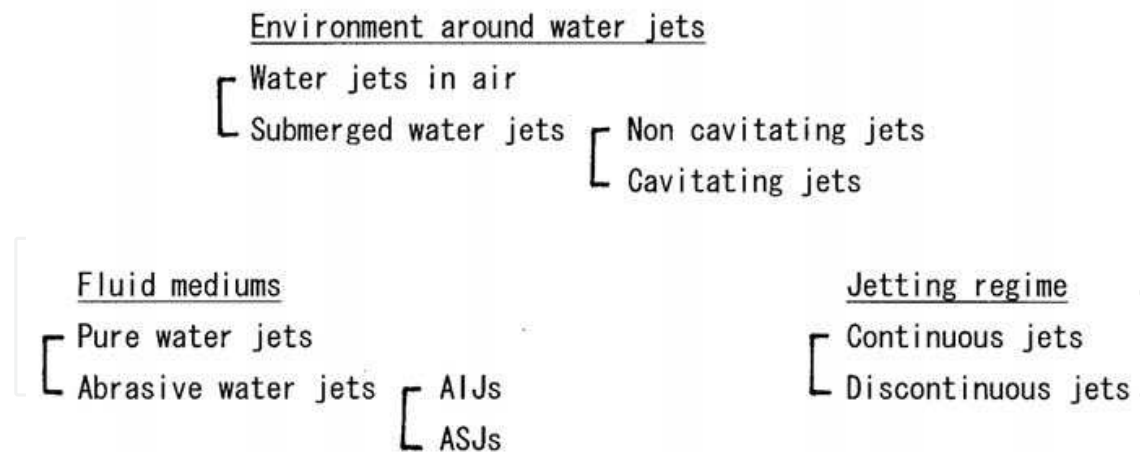 Environment around water jets
Water jets in air
Submerged water jets
Non cavitating jets
Cavitating jets
Fluid mediums
Pure water jets
Abrasive water jets
AIJs
ASJs
Jetting regime
Continuous jets
Discontinuous jets